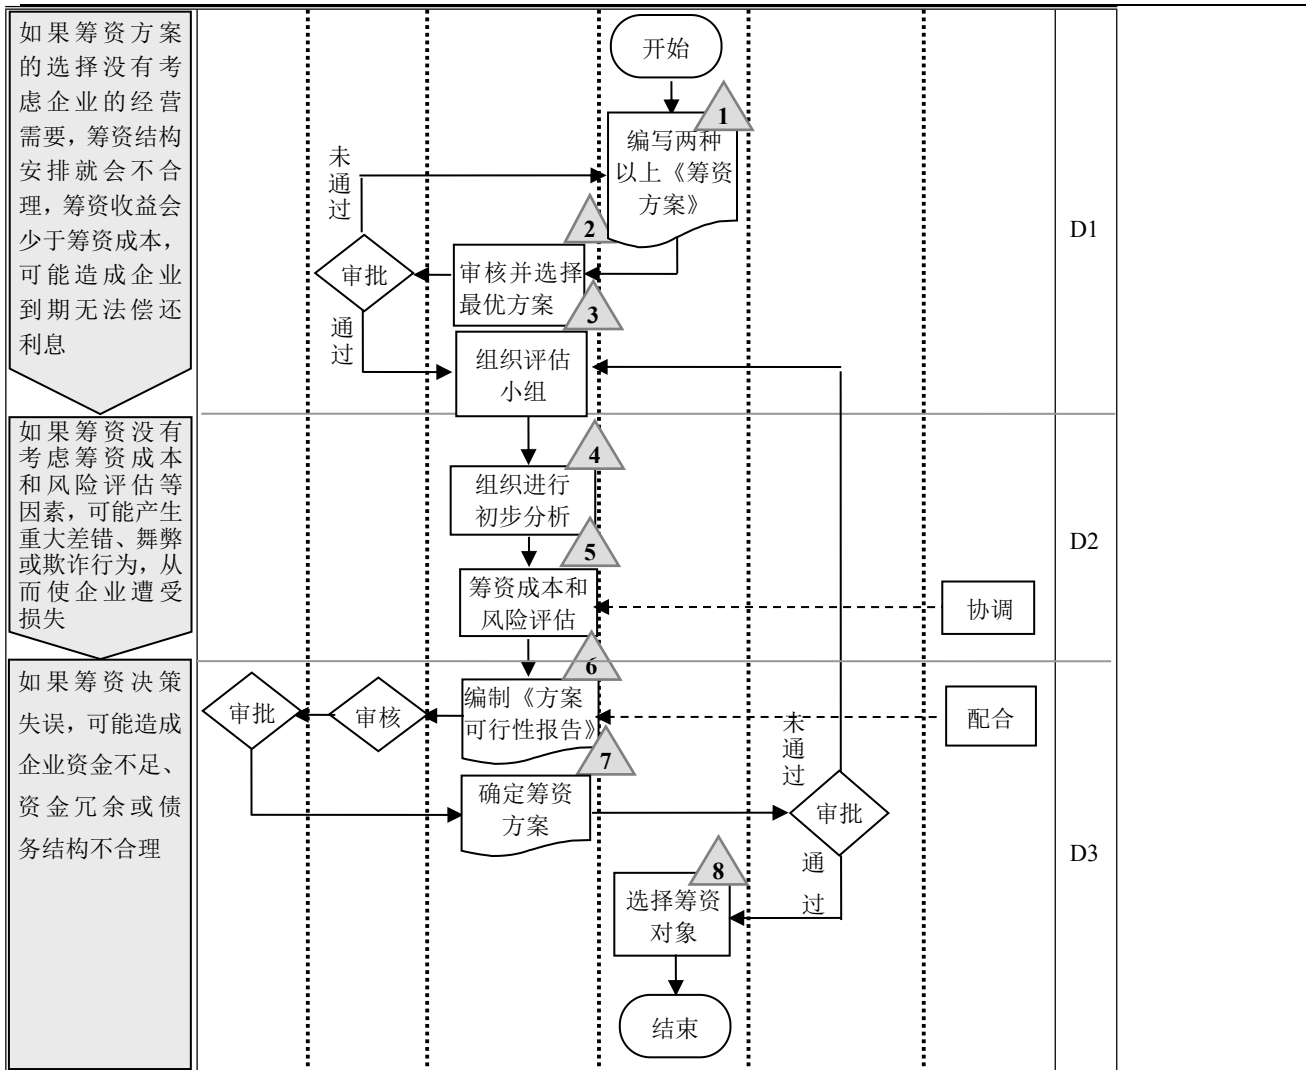 如果筹资方案
的选择没有考
虑企业的经营
需要，筹资结构
安排就会不合
理，筹资收益会
少于筹资成本，
可能造成企业
到期无法偿还
利息
开始
1
编写两种
以上《筹资
方案》
未
通
过
2
审批
审核并选择
最优方案
3
通
过
组织评估
小组
D1
如果筹资没有
考虑筹资成本
和风险评估等
因素，可能产生
重大差错、舞弊
或欺诈行为，从
而使企业遭受
损失
4
组织进行
初步分析
5
筹资成本和
风险评估
协调
D2
如果筹资决策
失误，可能造成
企业资金不足、
资金冗余或债
务结构不合理
6
审批
审核
编制《方案
可行性报告》
配合
7
未
通
过
确定筹资
方案
审批
通
过
8
选择筹资
对象
结束
D3